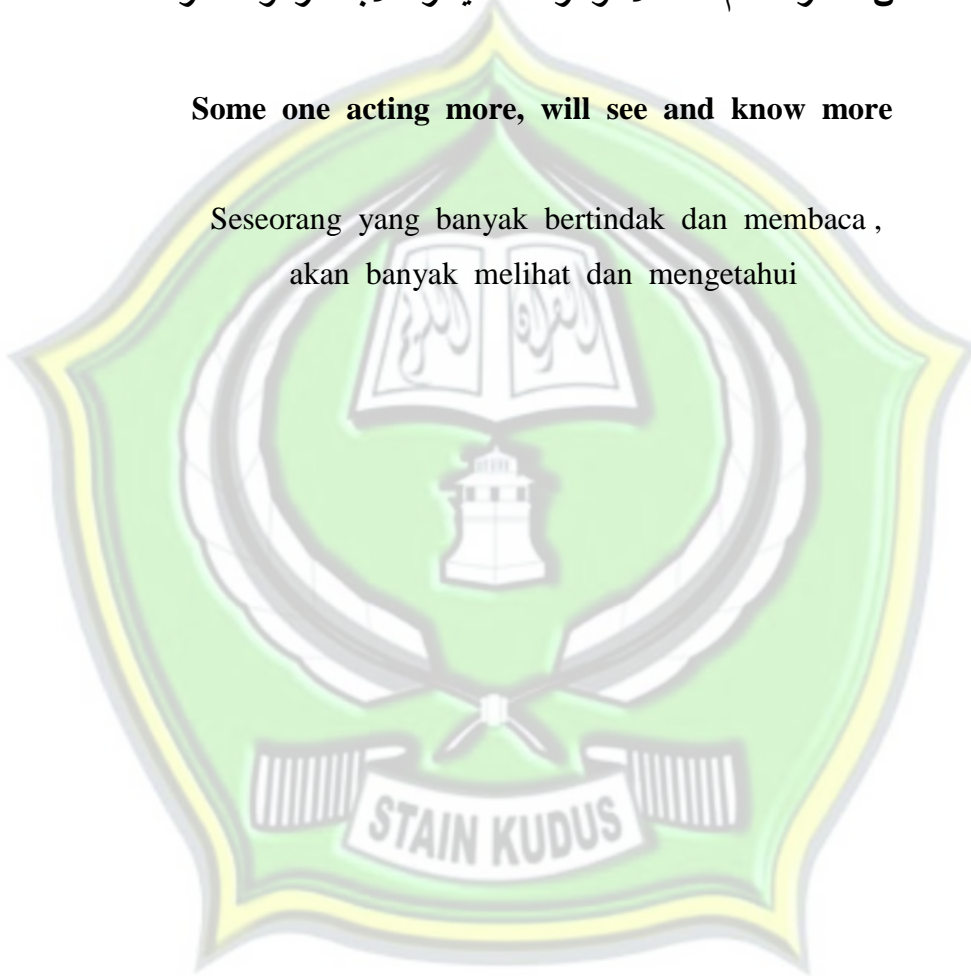 Some one acting more, will see and know more
Seseorang yang banyak bertindak dan membaca ,
akan banyak melihat dan mengetahui
STAIN KUDUS